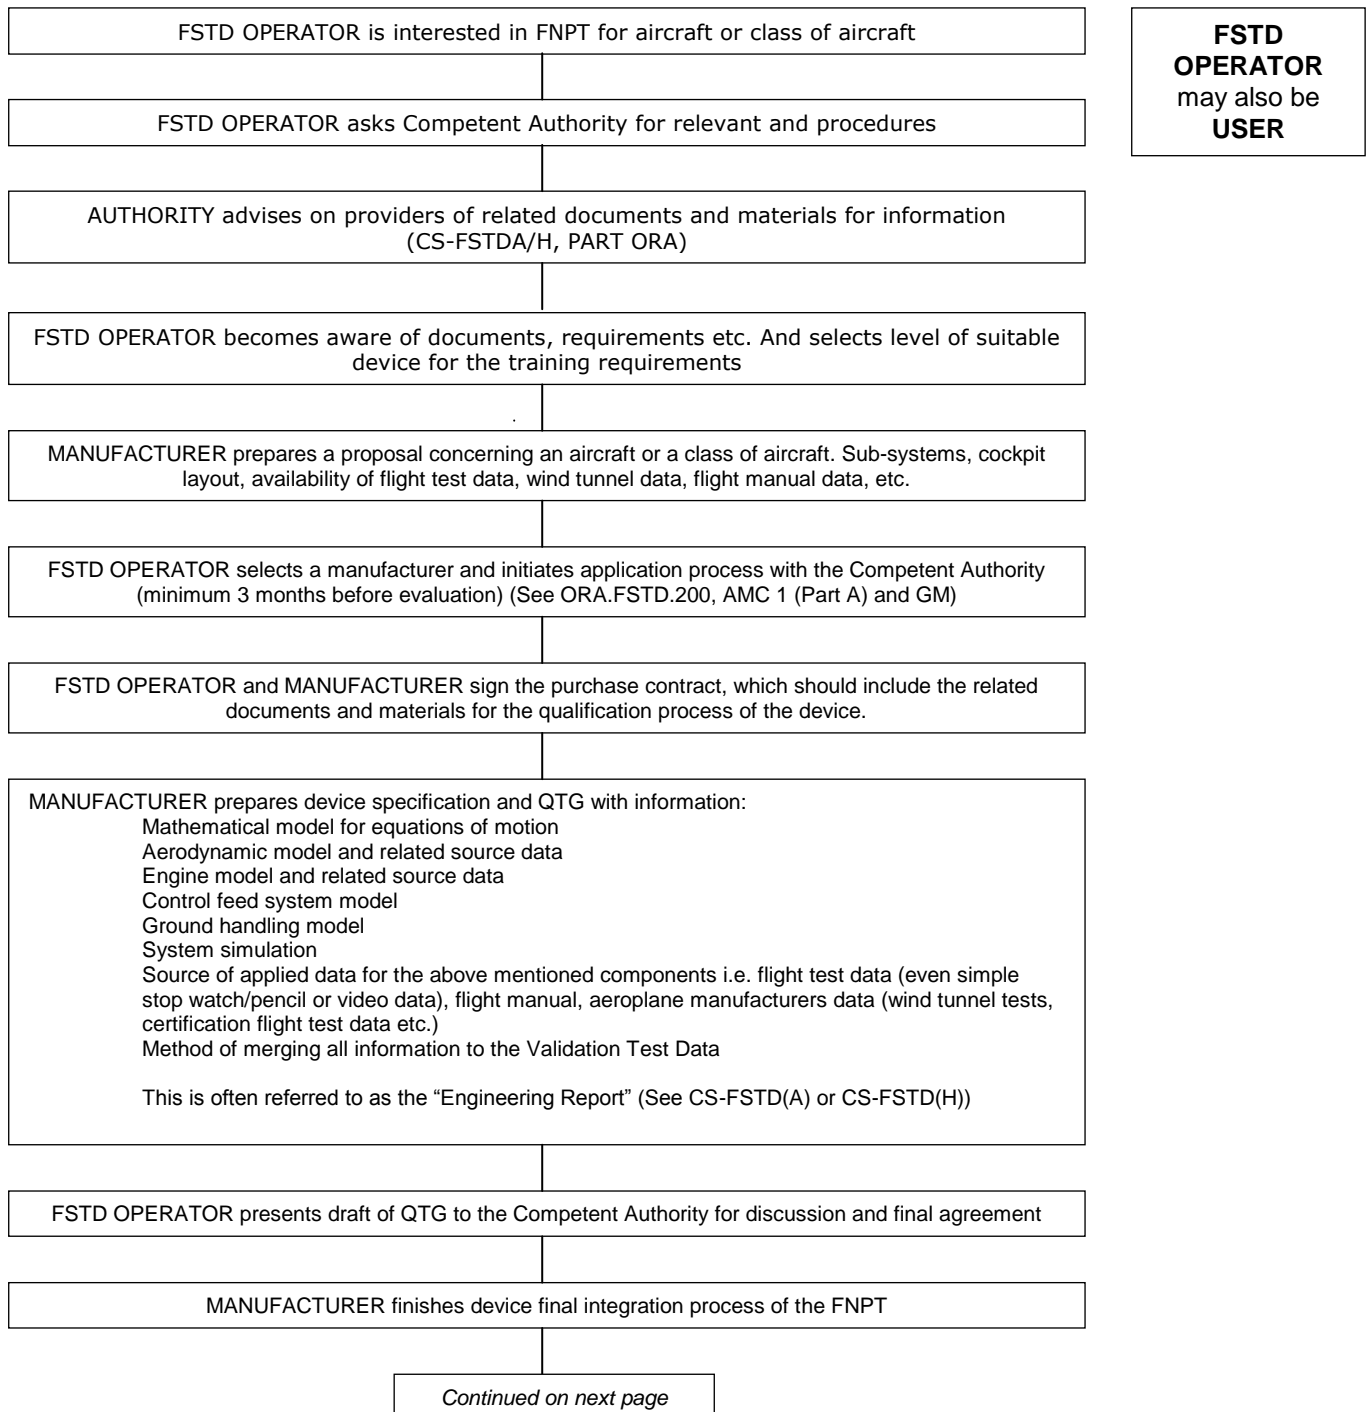 FSTD OPERATOR is interested in FNPT for aircraft or class of aircraft
FSTD
OPERATOR
may also be
USER
FSTD OPERATOR asks Competent Authority for relevant and procedures
AUTHORITY advises on providers of related documents and materials for information
(CS-FSTDA/H, PART ORA)
FSTD OPERATOR becomes aware of documents, requirements etc. And selects level of suitable
device for the training requirements
MANUFACTURER prepares a proposal concerning an aircraft or a class of aircraft. Sub-systems, cockpit
layout, availability of flight test data, wind tunnel data, flight manual data, etc.
FSTD OPERATOR selects a manufacturer and initiates application process with the Competent Authority
(minimum 3 months before evaluation) (See ORA.FSTD.200, AMC 1 (Part A) and GM)
FSTD OPERATOR and MANUFACTURER sign the purchase contract, which should include the related
documents and materials for the qualification process of the device.
MANUFACTURER prepares device specification and QTG with information:
Mathematical model for equations of motion
Aerodynamic model and related source data
Engine model and related source data
Control feed system model
Ground handling model
System simulation
Source of applied data for the above mentioned components i.e. flight test data (even simple
stop watch/pencil or video data), flight manual, aeroplane manufacturers data (wind tunnel tests,
certification flight test data etc.)
Method of merging all information to the Validation Test Data
This is often referred to as the “Engineering Report” (See CS-FSTD(A) or CS-FSTD(H))
FSTD OPERATOR presents draft of QTG to the Competent Authority for discussion and final agreement
MANUFACTURER finishes device final integration process of the FNPT
Continued on next page